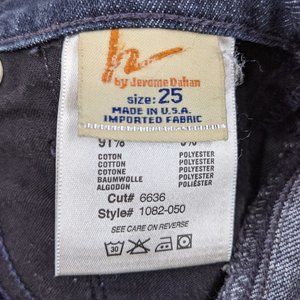 by Jerome Dahan
size: 25
MADE IN U.S.A.
IMPORTED FABRIC
91%
COTON POLYESTER
COTTON POLYESTER
COTONE POLYESTER
BAUMWOLLE POLYESTER
ALGODON POLIÉSTER
Cut# 6636
Style# 1082-050
SEE CARE ON REVERSE
30